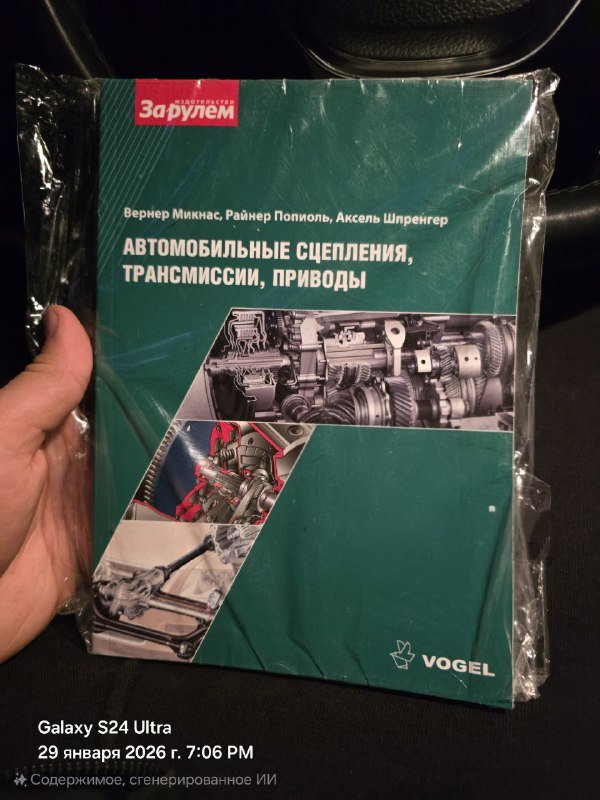 издательство
За рулем
Вернер Микнас, Райнер Попиоль, Аксель Шпренгер
АВТОМОБИЛЬНЫЕ СЦЕПЛЕНИЯ,
ТРАНСМИССИИ, ПРИВОДЫ
VOGEL
Galaxy S24 Ultra
29 января 2026 г. 7:06 PM
Содержимое, сгенерированное ИИ